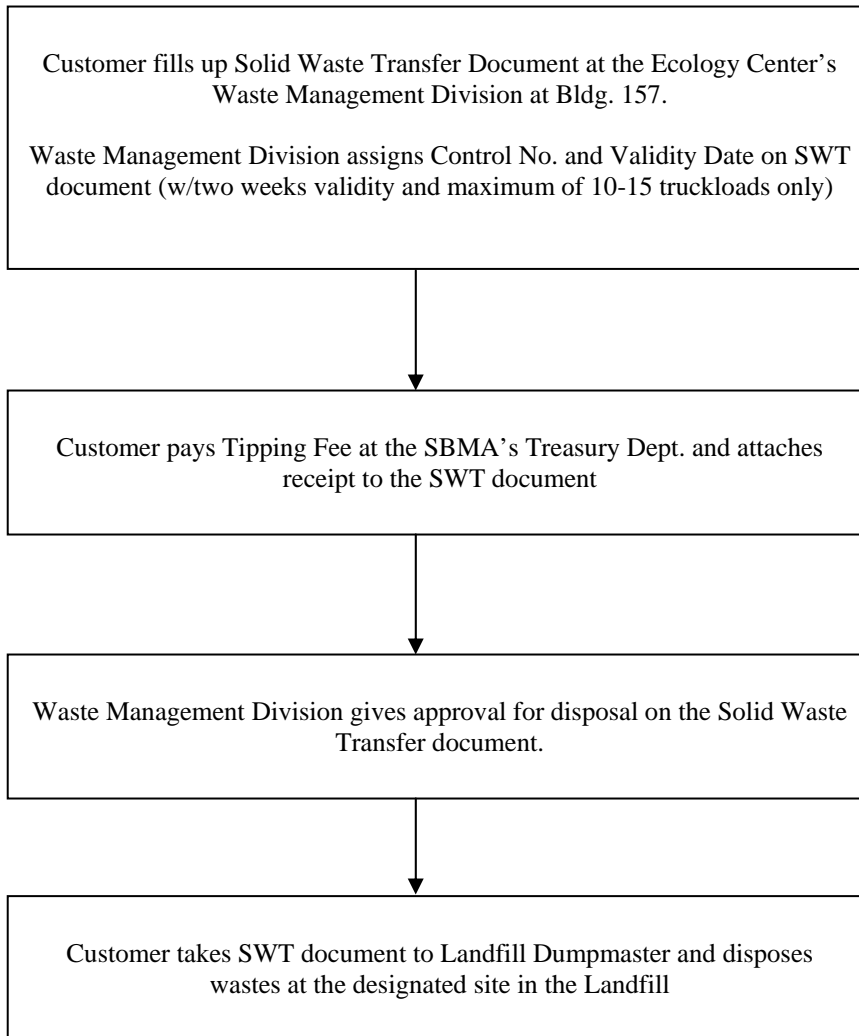 Customer fills up Solid Waste Transfer Document at the Ecology Center’s
Waste Management Division at Bldg. 157.
Waste Management Division assigns Control No. and Validity Date on SWT
document (w/two weeks validity and maximum of 10-15 truckloads only)
Customer pays Tipping Fee at the SBMA’s Treasury Dept. and attaches
receipt to the SWT document
Waste Management Division gives approval for disposal on the Solid Waste
Transfer document.
Customer takes SWT document to Landfill Dumpmaster and disposes
wastes at the designated site in the Landfill